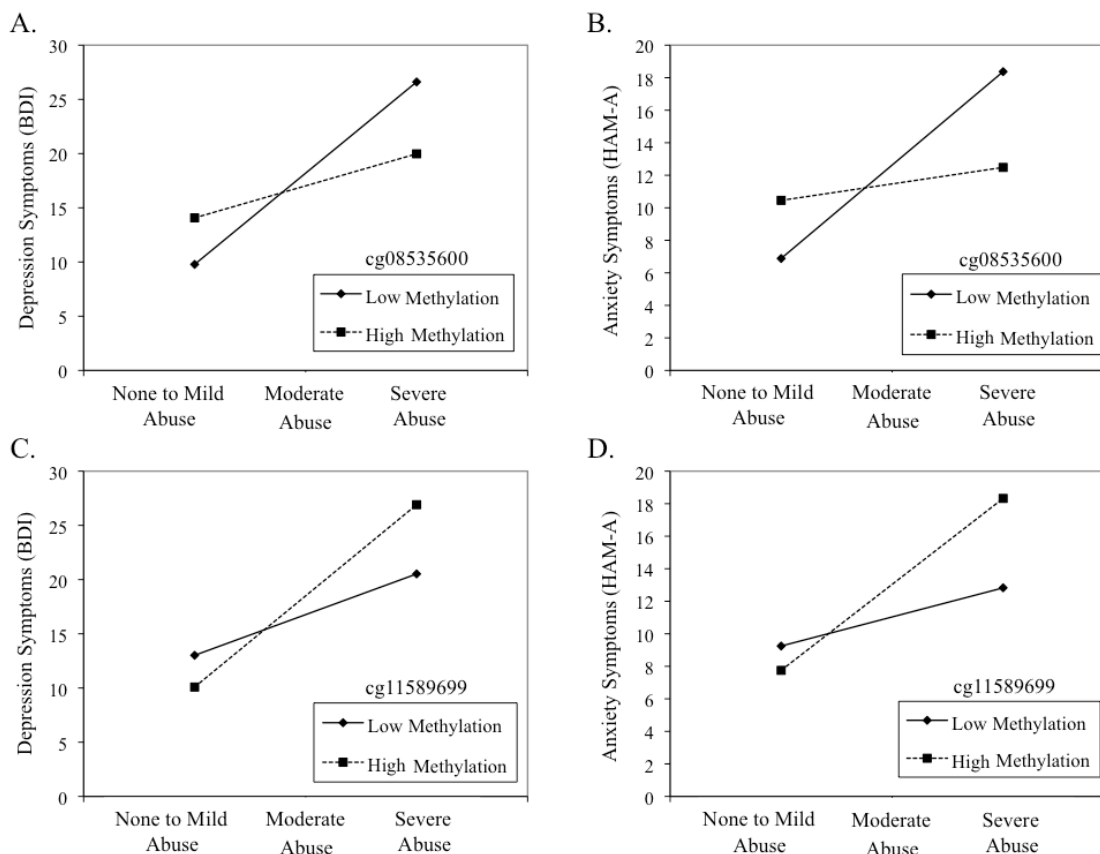 A.
Depression Symptoms (BDI)
30
25
20
15
10
5
0
cg08535600
Low Methylation
High Methylation
None to Mild
Abuse
Moderate
Abuse
Severe
Abuse
B.
Anxiety Symptoms (HAM-A)
20
18
16
14
12
10
8
6
4
2
0
cg08535600
Low Methylation
High Methylation
None to Mild
Abuse
Moderate
Abuse
Severe
Abuse
C.
Depression Symptoms (BDI)
30
25
20
15
10
5
0
cg11589699
Low Methylation
High Methylation
None to Mild
Abuse
Moderate
Abuse
Severe
Abuse
D.
Anxiety Symptoms (HAM-A)
20
18
16
14
12
10
8
6
4
2
0
cg11589699
Low Methylation
High Methylation
None to Mild
Abuse
Moderate
Abuse
Severe
Abuse